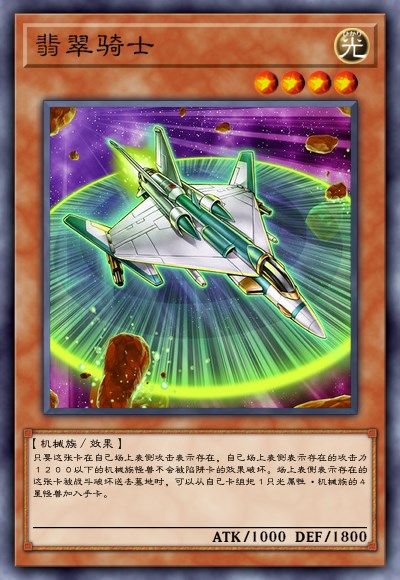 翡翠骑士
ひかり
光
【机械族／效果】
只要这张卡在自己场上表侧攻击表示存在，自己场上表侧表示存在的攻击力
１２００以下的机械族怪兽不会被陷阱卡的效果破坏。场上表侧表示存在的
这张卡被战斗破坏送去墓地时，可以从自己卡组把１只光属性·机械族的４
星怪兽加入手卡。
ATK/1000 DEF/1800